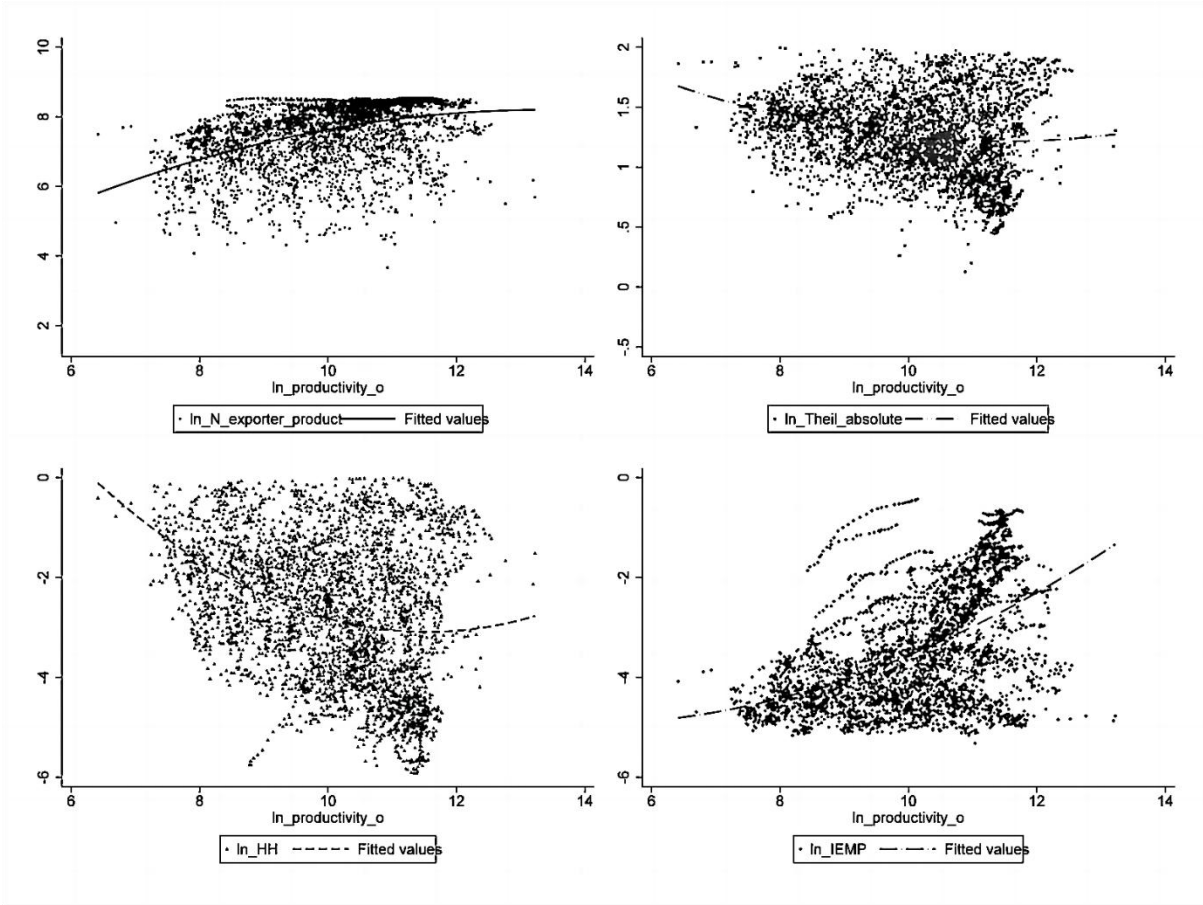 10
8
6
4
2
6 8 10 12 14
ln_productivity_o
ln_N_exporter_product Fitted values
2
1.5
1
.5
0
-.5
6 8 10 12 14
ln_productivity_o
ln_Theil_absolute Fitted values
0
-2
-4
-6
6 8 10 12 14
ln_productivity_o
ln_HH Fitted values
0
-2
-4
-6
6 8 10 12 14
ln_productivity_o
ln_IEMP Fitted values